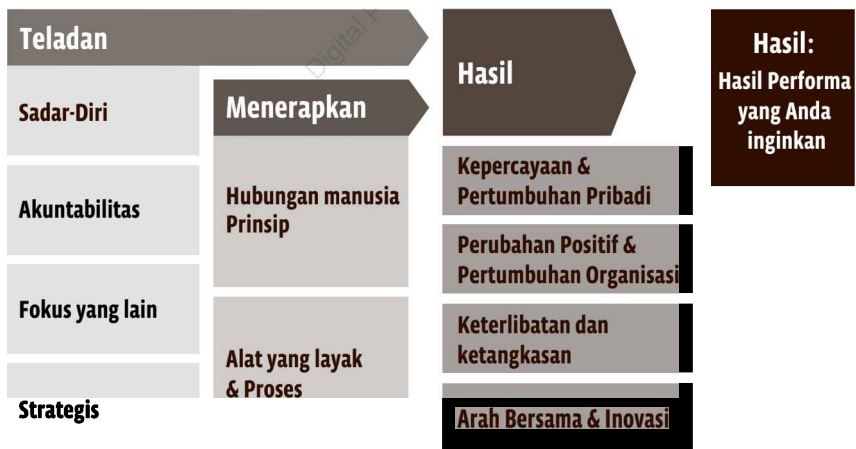 Teladan
Sadar-Diri
Akuntabilitas
Fokus yang lain
Strategis
Menerapkan
Hubungan manusia
Prinsip
Alat yang layak
& Proses
Hasil
Kepercayaan &
Pertumbuhan Pribadi
Perubahan Positif &
Pertumbuhan Organisasi
Keterlibatan dan
ketangkasan
Arah Bersama & Inovasi
Hasil:
Hasil Performa
yang Anda
inginkan
Digital